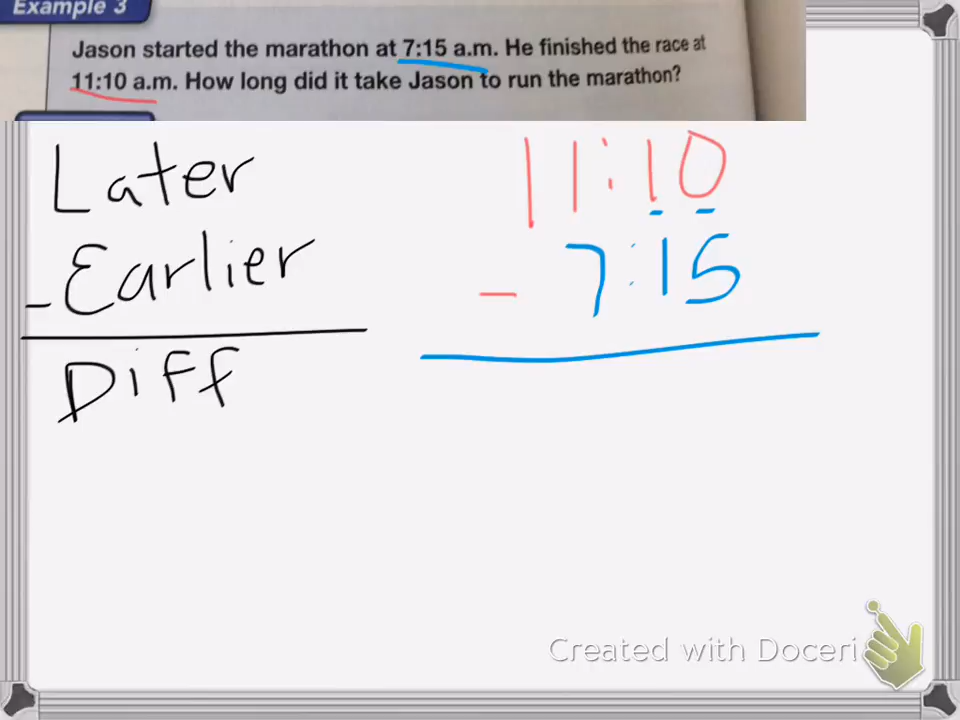 Example 3
Jason started the marathon at 7:15 a.m. He finished the race at
11:10 a.m. How long did it take Jason to run the marathon?
Later
- Earlier
Diff
11:10
- 7:15
Created with Doceri